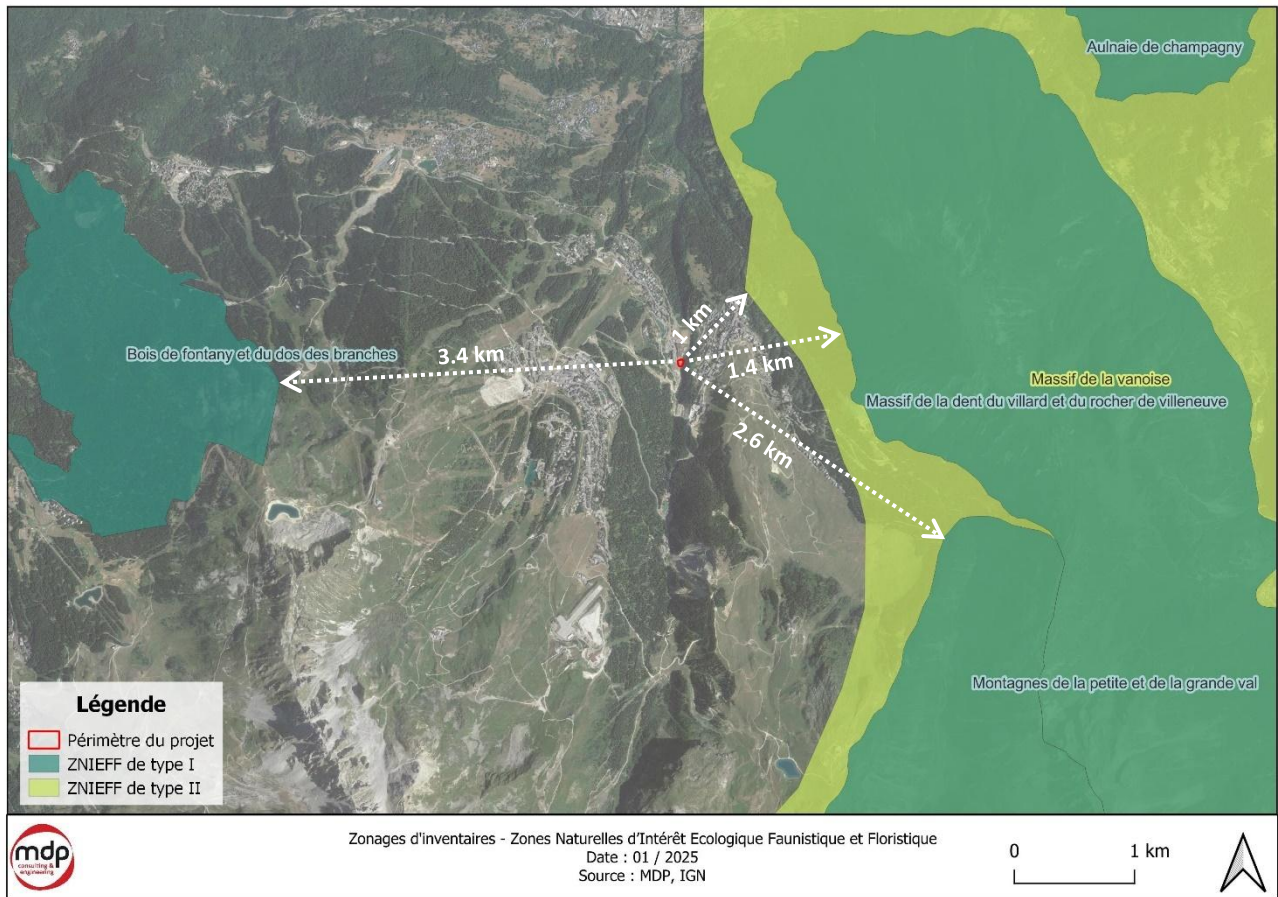 Aulnaie de champagny
1 km
Bois de fontany et du dos des branches
3.4 km
1.4 km
Massif de la vanoise
Massif de la dent du villard et du rocher de villeneuve
2.6 km
Montagnes de la petite et de la grande val
Légende
Périmètre du projet
ZNIEFF de type I
ZNIEFF de type II
mdp
consulting &
engineering
Zonages d'inventaires - Zones Naturelles d'Intérêt Ecologique Faunistique et Floristique
Date : 01 / 2025
Source : MDP, IGN
0 1 km